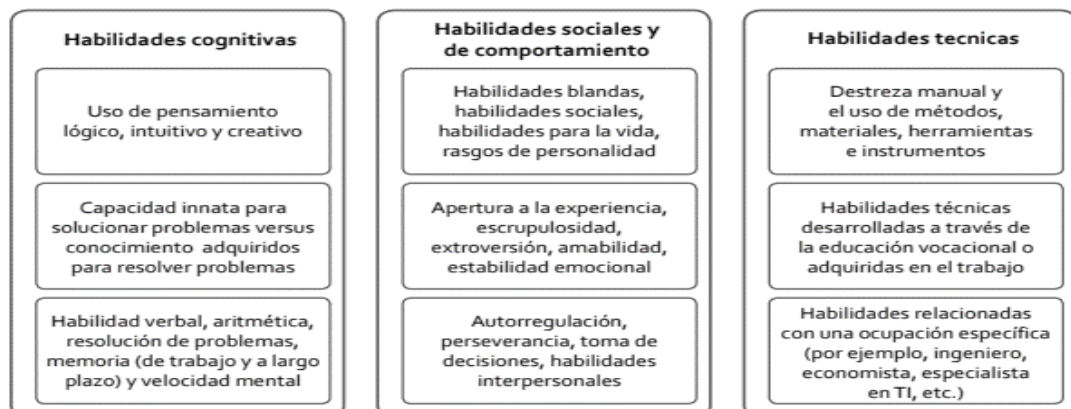 Habilidades cognitivas
Uso de pensamiento
lógico, intuitivo y creativo
Capacidad innata para
solucionar problemas versus
conocimiento adquiridos
para resolver problemas
Habilidad verbal, aritmética,
resolución de problemas,
memoria (de trabajo y a largo
plazo) y velocidad mental
Habilidades sociales y
de comportamiento
Habilidades blandas,
habilidades sociales,
habilidades para la vida,
rasgos de personalidad
Apertura a la experiencia,
escrupulosidad,
extroversión, amabilidad,
estabilidad emocional
Autorregulación,
perseverancia, toma de
decisiones, habilidades
interpersonales
Habilidades tecnicas
Destreza manual y
el uso de métodos,
materiales, herramientas
e instrumentos
Habilidades técnicas
desarrolladas a través de
la educación vocacional o
adquiridas en el trabajo
Habilidades relacionadas
con una ocupación específica
(por ejemplo, ingeniero,
economista, especialista
en TI, etc.)